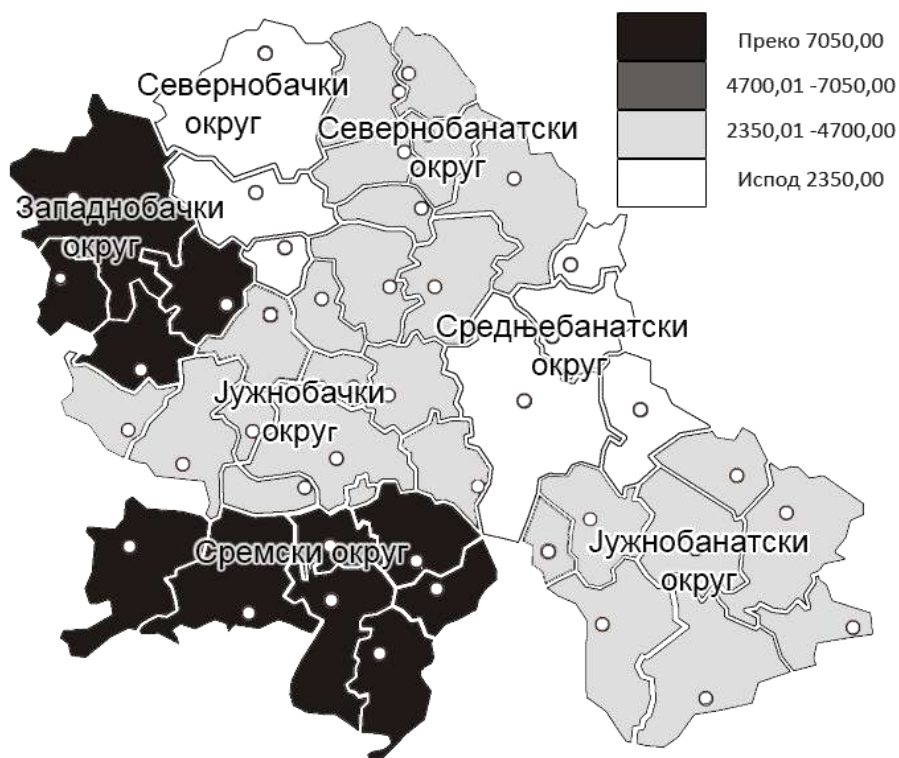 Преко 7050,00
4700,01 -7050,00
2350,01 -4700,00
Испод 2350,00
Севернобачки
округ
Севернобанатски
округ
Западнобачки
округ
Средњебанатски
округ
Јужнобачки
округ
Сремски округ
Јужнобанатски
округ